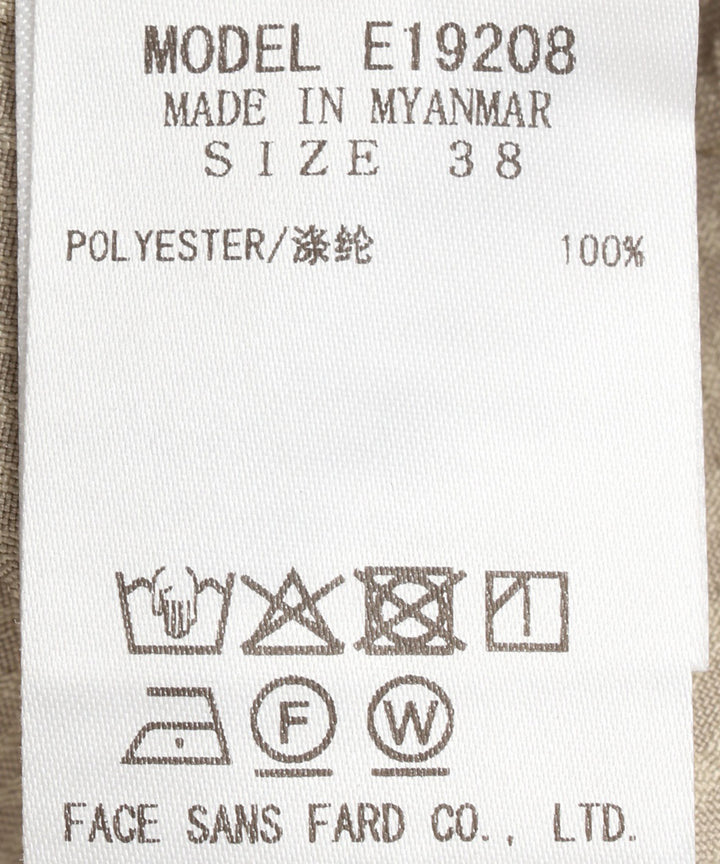 MODEL E19208
MADE IN MYANMAR
SIZE 38
POLYESTER/涤纶 100%
F W
FACE SANS FARD CO., LTD.